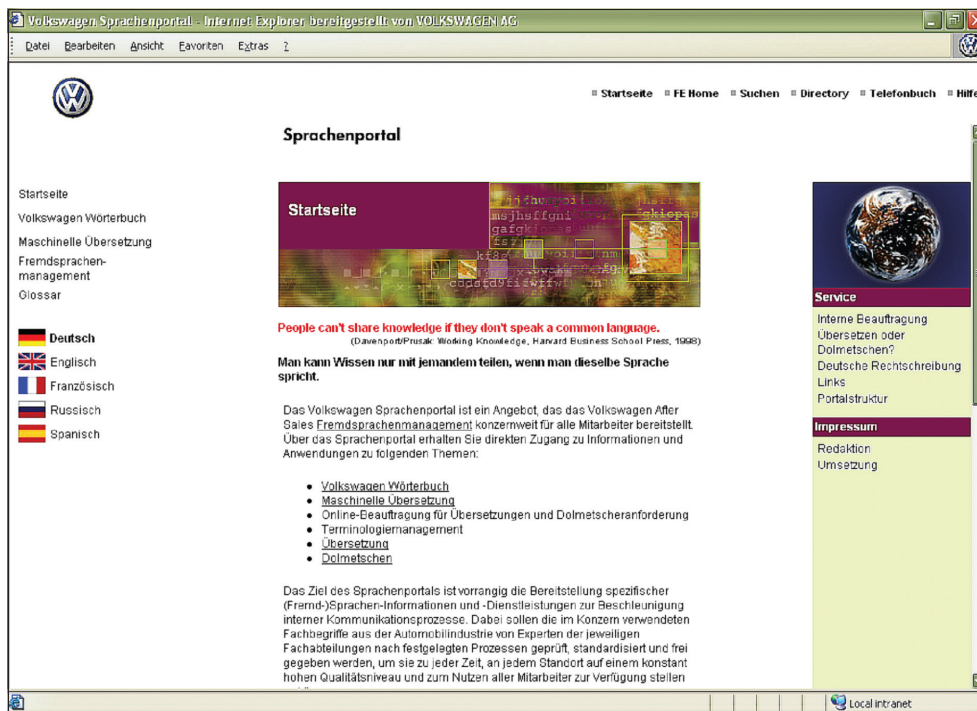 Volkswagen Sprachenportal - Internet Explorer bereitgestellt von VOLKSWAGEN AG
Datei Bearbeiten Ansicht Favoriten Extras ?
Startseite FE Home Suchen Directory Telefonbuch Hilfe
Sprachenportal
Startseite
Volkswagen Wörterbuch
Maschinelle Übersetzung
Fremdsprachen-
management
Glossar
Deutsch
Englisch
Französisch
Russisch
Spanisch
Startseite
People can't share knowledge if they don't speak a common language.
(Davenport/Prusak: Working Knowledge, Harvard Business School Press, 1998)
Man kann Wissen nur mit jemandem teilen, wenn man dieselbe Sprache
spricht.
Das Volkswagen Sprachenportal ist ein Angebot, das das Volkswagen After
Sales Fremdsprachenmanagement konzernweit für alle Mitarbeiter bereitstellt.
Über das Sprachenportal erhalten Sie direkten Zugang zu Informationen und
Anwendungen zu folgenden Themen:
• Volkswagen Wörterbuch
• Maschinelle Übersetzung
• Online-Beauftragung für Übersetzungen und Dolmetscheranforderung
• Terminologiemanagement
• Übersetzung
• Dolmetschen
Das Ziel des Sprachenportals ist vorrangig die Bereitstellung spezifischer
(Fremd-)Sprachen-Informationen und -Dienstleistungen zur Beschleunigung
interner Kommunikationsprozesse. Dabei sollen die im Konzern verwendeten
Fachbegriffe aus der Automobilindustrie von Experten der jeweiligen
Fachabteilungen nach festgelegten Prozessen geprüft, standardisiert und frei
gegeben werden, um sie zu jeder Zeit, an jedem Standort auf einem konstant
hohen Qualitätsniveau und zum Nutzen aller Mitarbeiter zur Verfügung stellen
Service
Interne Beauftragung
Übersetzen oder
Dolmetschen?
Deutsche Rechtschreibung
Links
Portalstruktur
Impressum
Redaktion
Umsetzung
Local intranet